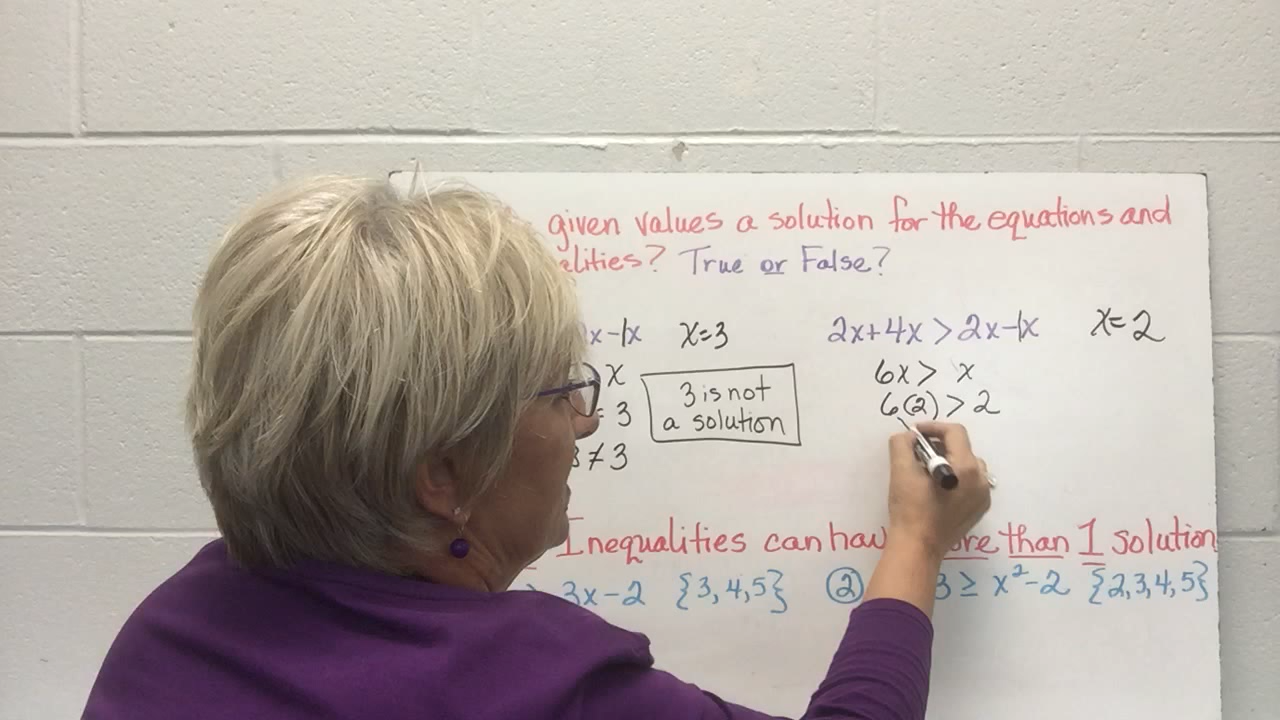 given values a solution for the equations and
alities? True or False?
x-1x x=3
x
= 3
≠ 3
3 is not
a solution
2x+4x > 2x-1x x=2
6x > x
6(2) > 2
Inequalities can have more than 1 solution
3x-2 {3,4,5}
② 3 ≥ x²-2 {2,3,4,5}